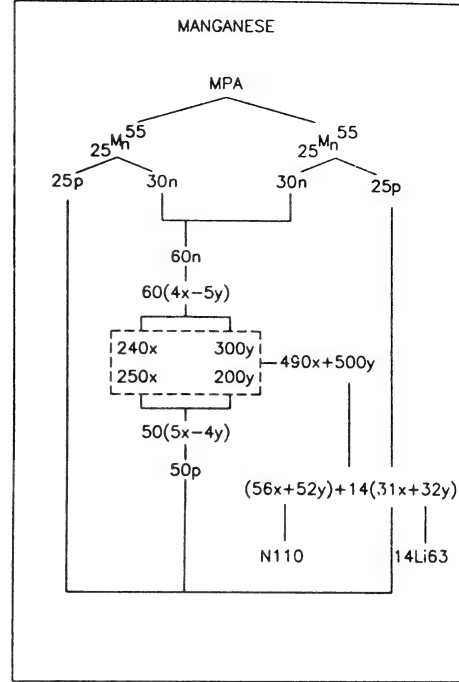 MANGANESE
MPA
25Mn55 25Mn55
25p 30n 30n 25p
60n
60(4x-5y)
240x 300y
490x+500y
250x 200y
50(5x-4y)
50p
(56x+52y)+14(31x+32y)
N110 14Li63